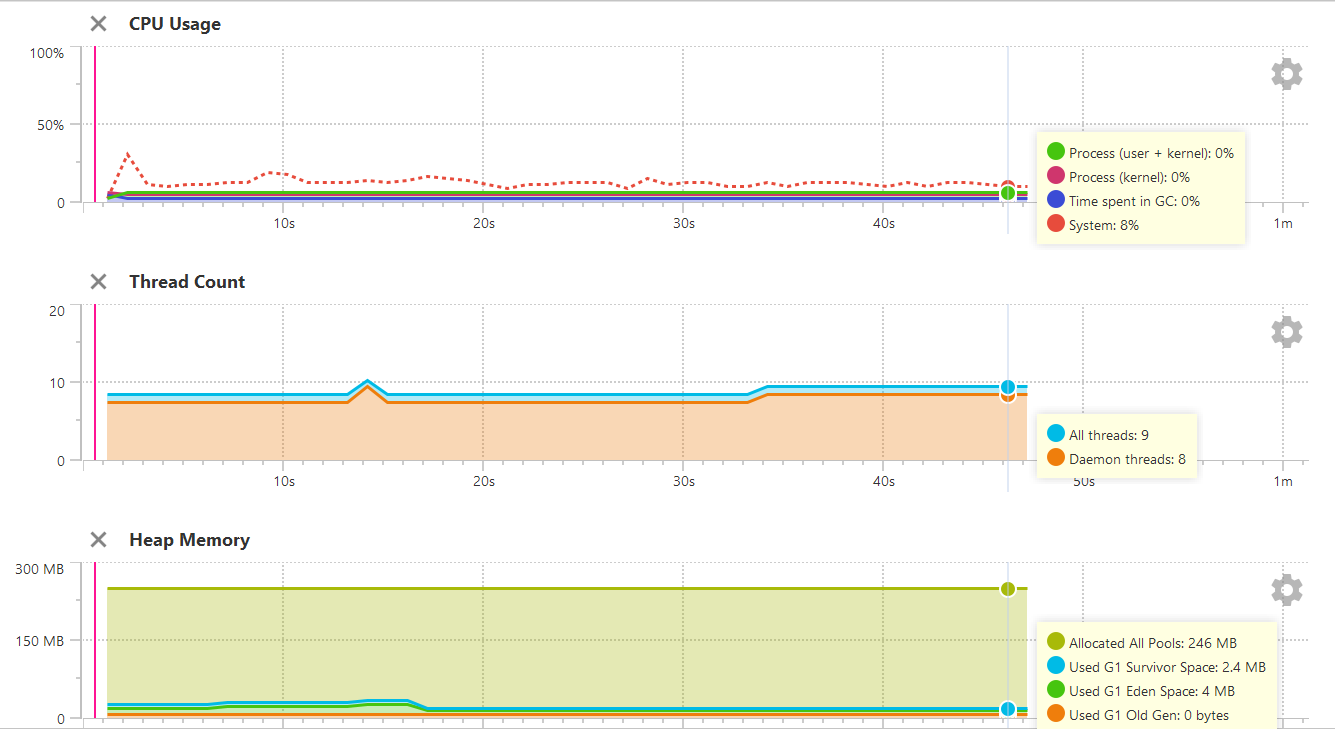 CPU Usage
100%
50%
0
Process (user + kernel): 0%
Process (kernel): 0%
Time spent in GC: 0%
System: 8%
10s
20s
30s
40s
1m
Thread Count
20
10
0
All threads: 9
Daemon threads: 8
10s
20s
30s
40s
50s
1m
Heap Memory
300 MB
150 MB
0
Allocated All Pools: 246 MB
Used G1 Survivor Space: 2.4 MB
Used G1 Eden Space: 4 MB
Used G1 Old Gen: 0 bytes